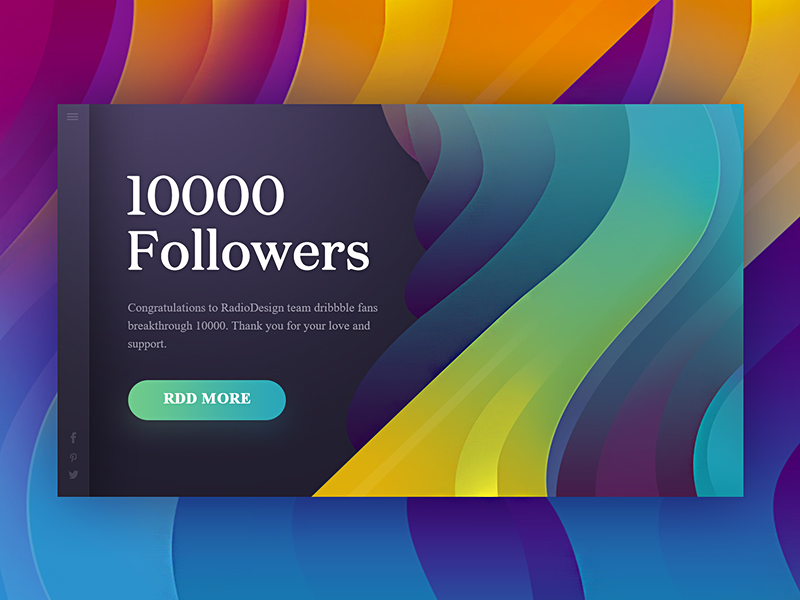 10000
Followers
Congratulations to RadioDesign team dribbble fans
breakthrough 10000. Thank you for your love and
support.
RDD MORE